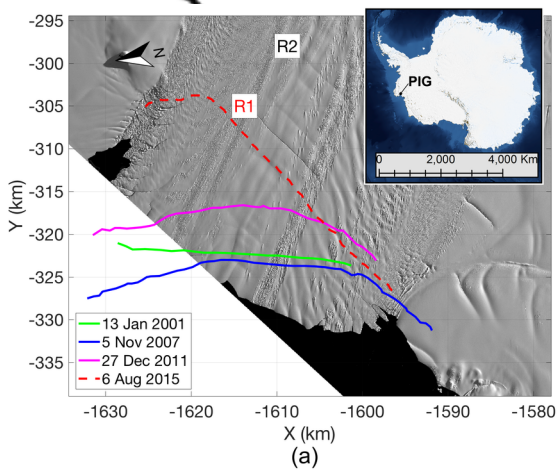 -295
-300
-305
-310
-315
-320
-325
-330
-335
Y (km)
N
R2
R1
PIG
0 2,000 4,000 Km
13 Jan 2001
5 Nov 2007
27 Dec 2011
6 Aug 2015
-1630 -1620 -1610 -1600 -1590 -1580
X (km)
(a)